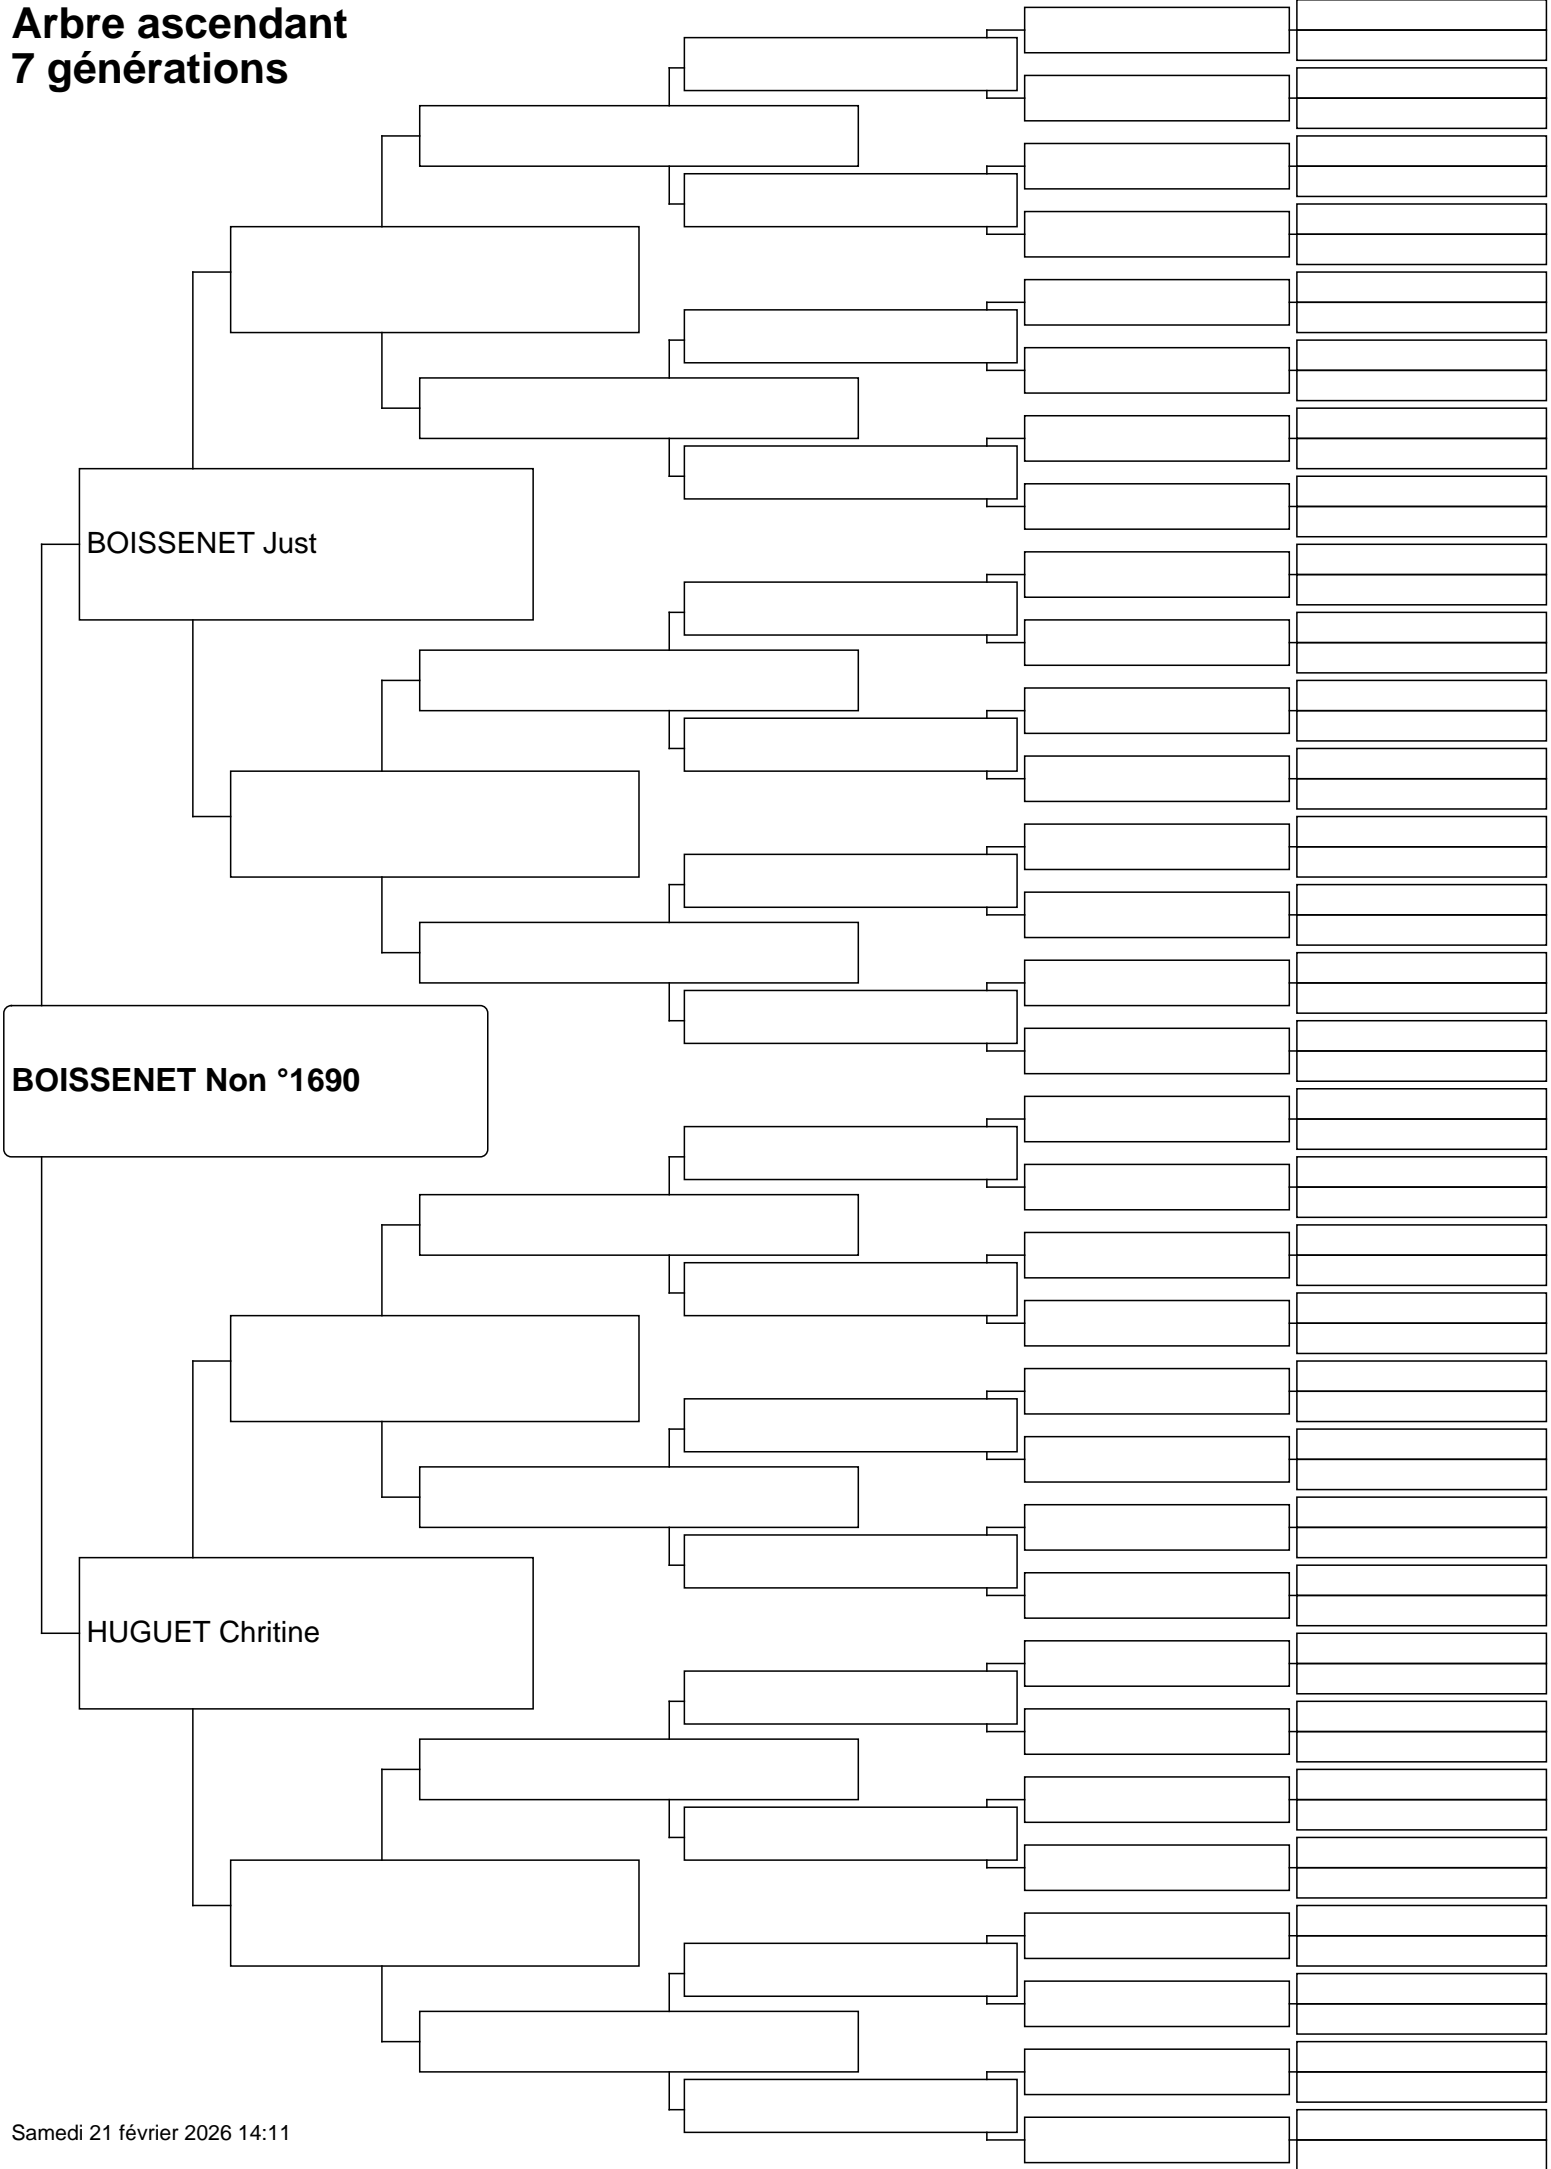 Arbre ascendant
7 générations
BOISSENET Just
BOISSENET Non °1690
HUGUET Chritine
Samedi 21 février 2026 14:11